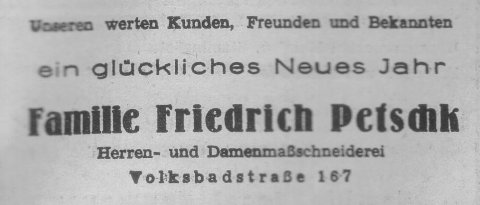 Unseren werten Kunden, Freunden und Bekannten
ein glückliches Neues Jahr
Familie Friedrich Petschk
Herren- und Damenmaßschneiderei
Volksbadstraße 167